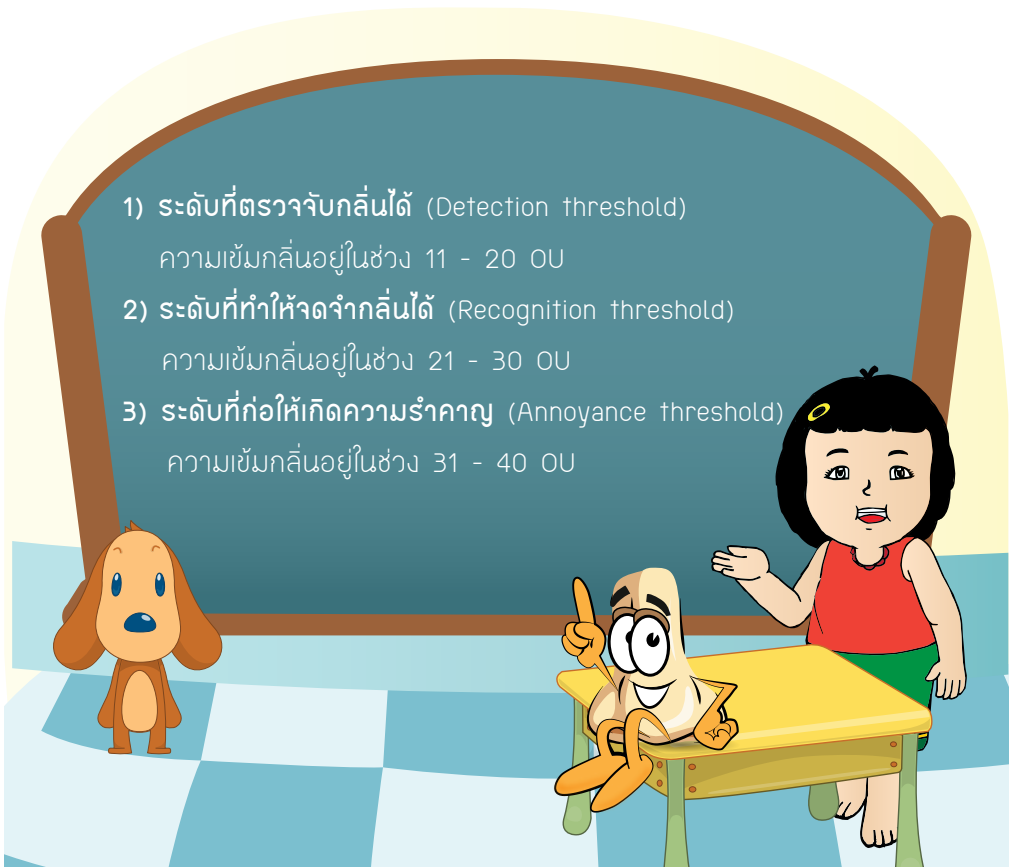 1) ระดับที่ตรวจจับกลิ่นได้ (Detection threshold)
ความเข้มกลิ่นอยู่ในช่วง 11 - 20 OU
2) ระดับที่ทำให้จดจำกลิ่นได้ (Recognition threshold)
ความเข้มกลิ่นอยู่ในช่วง 21 - 30 OU
3) ระดับที่ก่อให้เกิดความรำคาญ (Annoyance threshold)
ความเข้มกลิ่นอยู่ในช่วง 31 - 40 OU